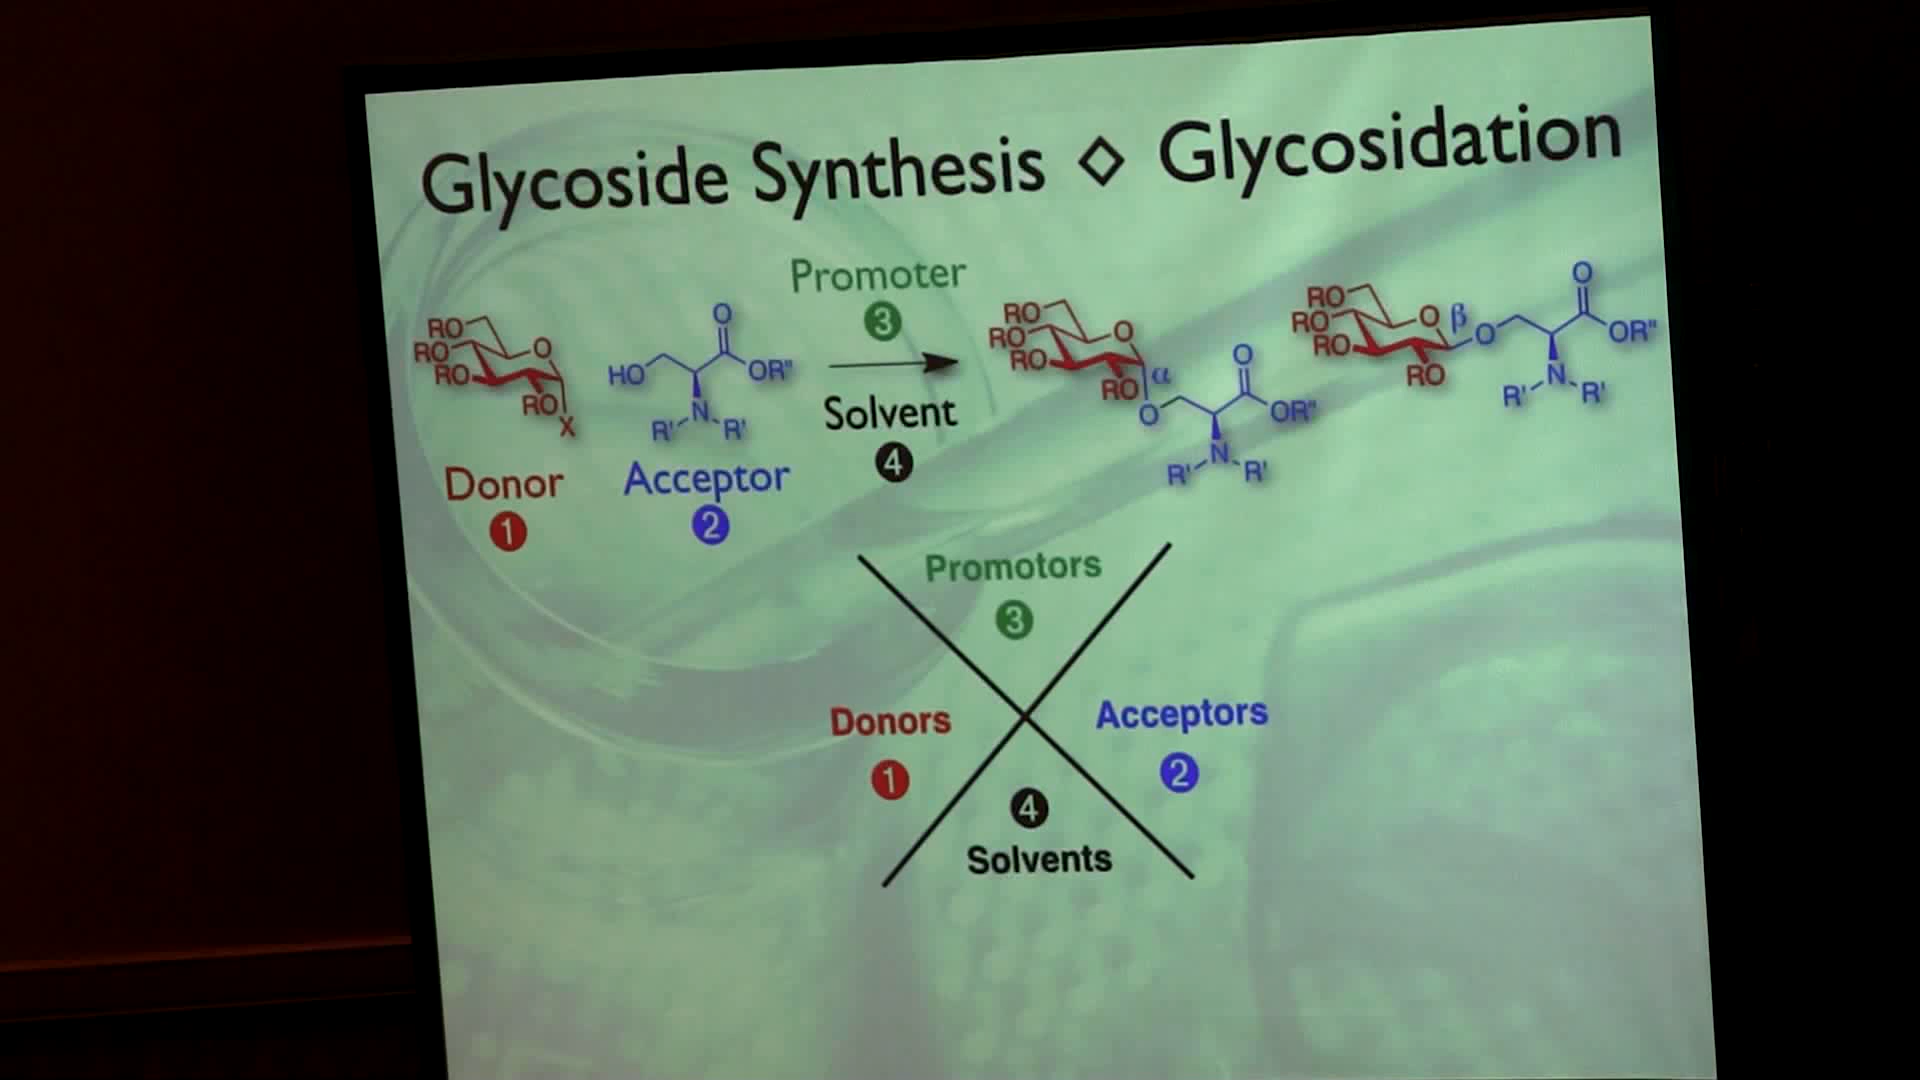 Glycoside Synthesis ◇ Glycosidation
Promoter
3
Solvent
4
RO
RO
RO
RO
O
X
Donor
1
HO
O
OR"
N
R'
R'
Acceptor
2
RO
RO
RO
RO
O
α
O
O
OR"
N
R'
R'
RO
RO
RO
RO
O
β
O
O
OR"
N
R'
R'
Promotors
3
Donors
1
Acceptors
2
4
Solvents